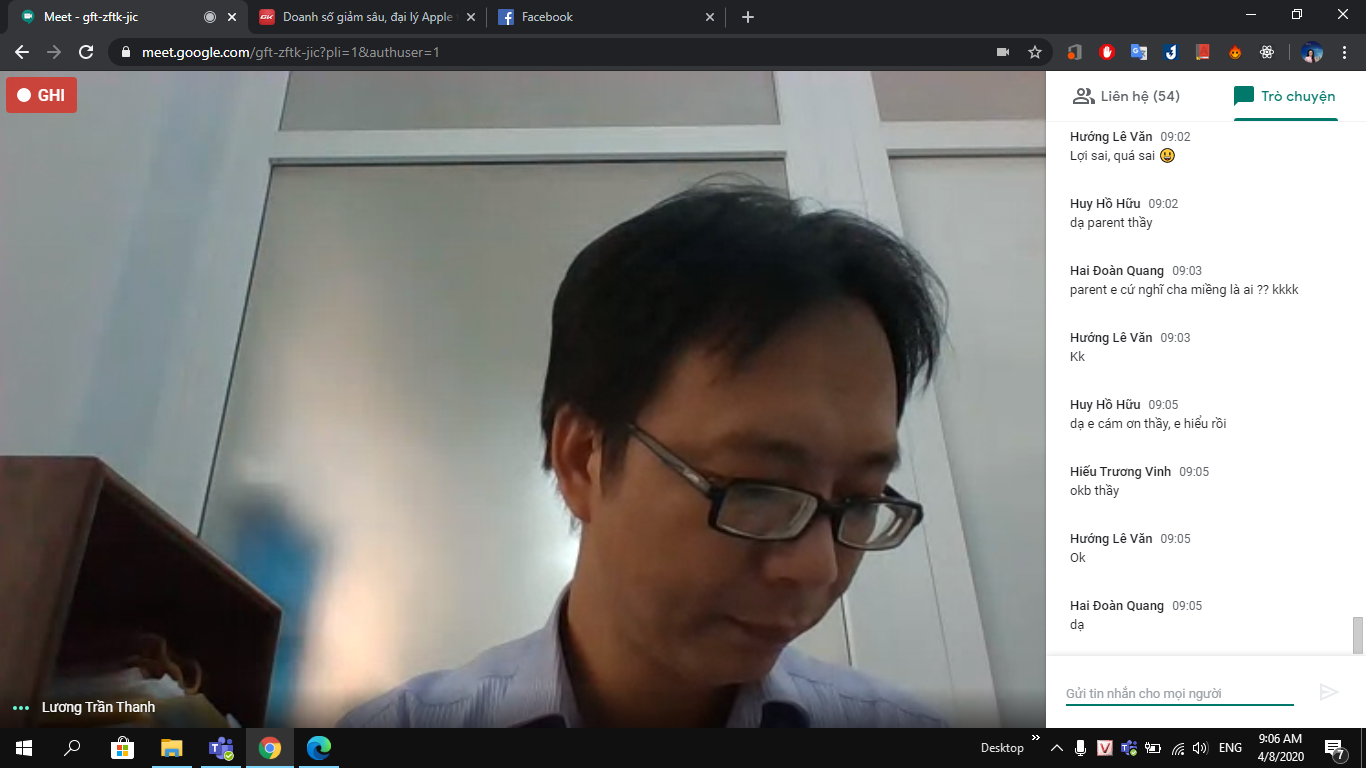 Meet - gft-zftk-jic
Doanh số giảm sâu, đại lý Apple
Facebook
meet.google.com/gft-zftk-jic?pli=1&authuser=1
GHI
Liên hệ (54)
Trò chuyện
Hướng Lê Văn 09:02
Lợi sai, quá sai 😀
Huy Hồ Hữu 09:02
dạ parent thầy
Hai Đoàn Quang 09:03
parent e cứ nghĩ cha miềng là ai ?? kkkk
Hướng Lê Văn 09:03
Kk
Huy Hồ Hữu 09:05
dạ e cám ơn thầy, e hiểu rồi
Hiếu Trương Vinh 09:05
okb thầy
Hướng Lê Văn 09:05
Ok
Hai Đoàn Quang 09:05
dạ
Gửi tin nhắn cho mọi người
Lương Trần Thanh
Desktop
ENG
9:06 AM
4/8/2020
7